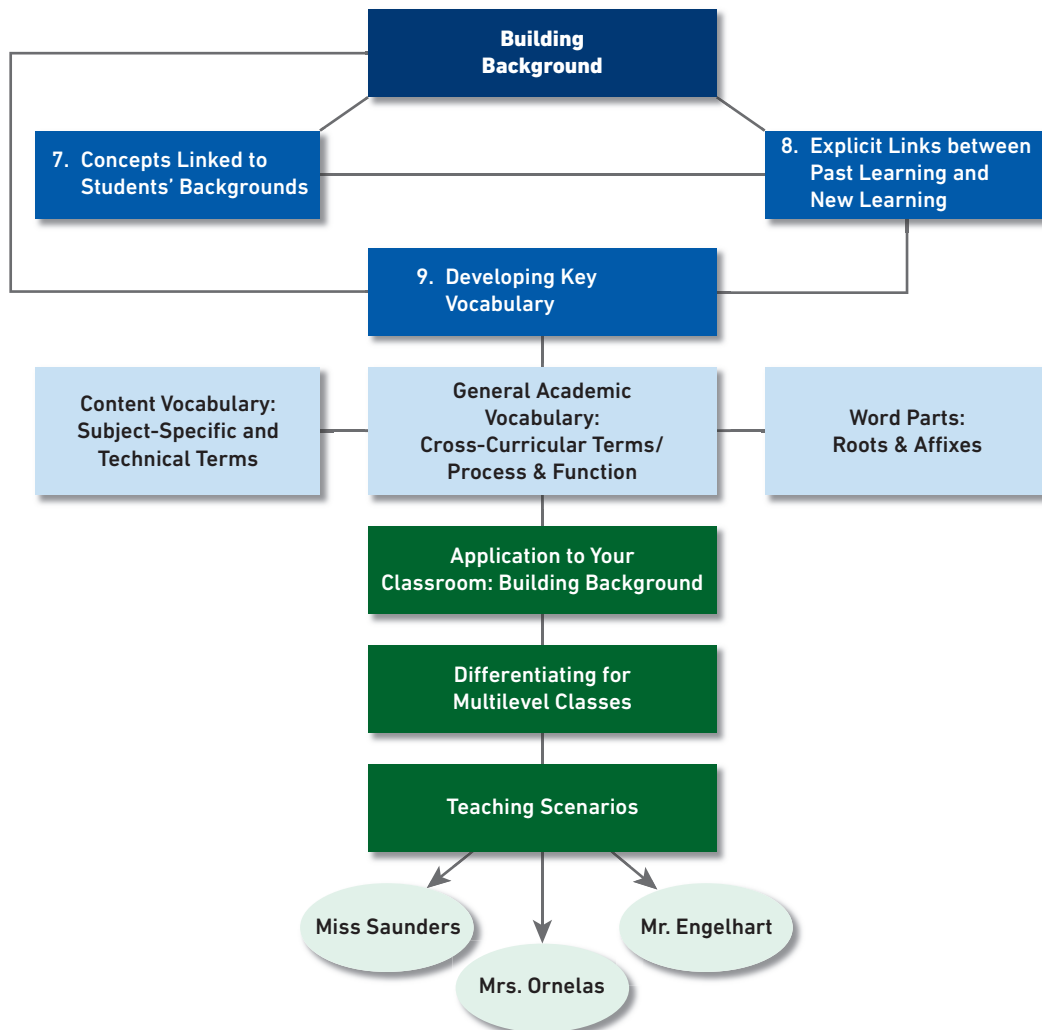 Building
Background
7. Concepts Linked to
Students’ Backgrounds
8. Explicit Links between
Past Learning and
New Learning
9. Developing Key
Vocabulary
Content Vocabulary:
Subject-Specific and
Technical Terms
General Academic
Vocabulary:
Cross-Curricular Terms/
Process & Function
Word Parts:
Roots & Affixes
Application to Your
Classroom: Building Background
Differentiating for
Multilevel Classes
Teaching Scenarios
Miss Saunders
Mrs. Ornelas
Mr. Engelhart